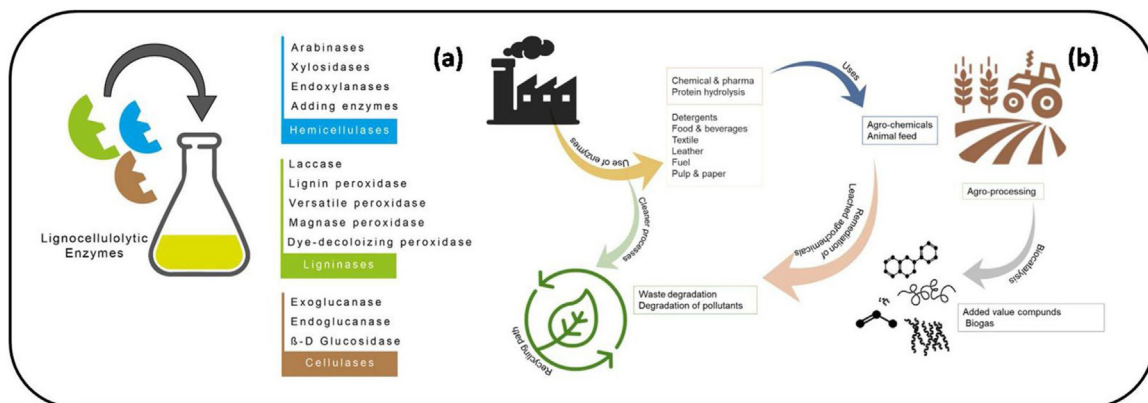 Lignocellulolytic
Enzymes
(a)
Arabinases
Xylosidases
Endoxylanases
Adding enzymes
Hemicellulases
Laccase
Lignin peroxidase
Versatile peroxidase
Magnase peroxidase
Dye-decoloizing peroxidase
Ligninases
Exoglucanase
Endoglucanase
ß-D Glucosidase
Cellulases
(b)
Use of enzymes
Chemical & pharma
Protein hydrolysis
Detergents
Food & beverages
Textile
Leather
Fuel
Pulp & paper
Uses
Agro-chemicals
Animal feed
Cleaner processes
Remediation of
Leached agrochemicals
Agro-processing
Biocatalysis
Recycling path
Waste degradation
Degradation of pollutants
Added value compunds
Biogas